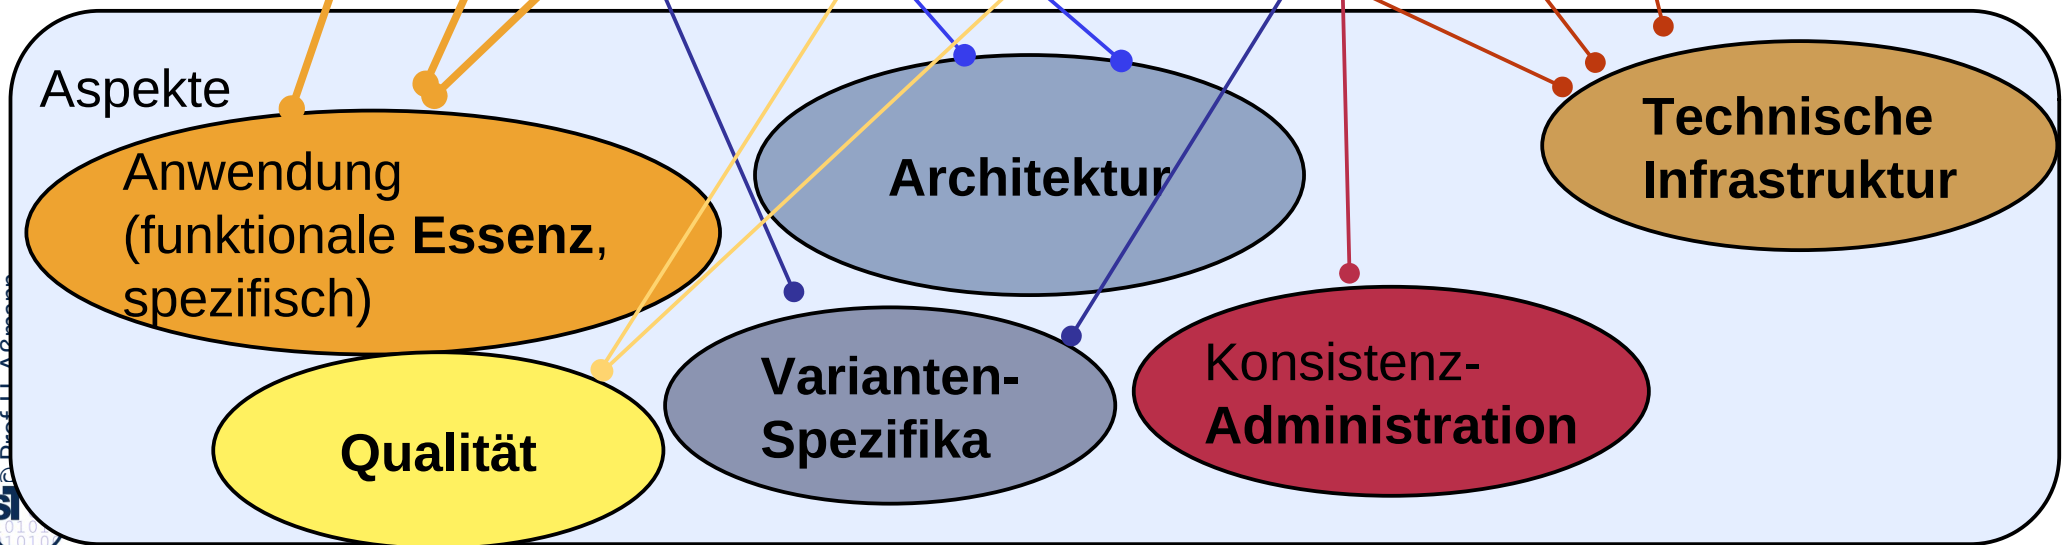 Aspekte
Anwendung
(funktionale Essenz,
spezifisch)
Architektur
Technische
Infrastruktur
Qualität
Varianten-
Spezifika
Konsistenz-
Administration